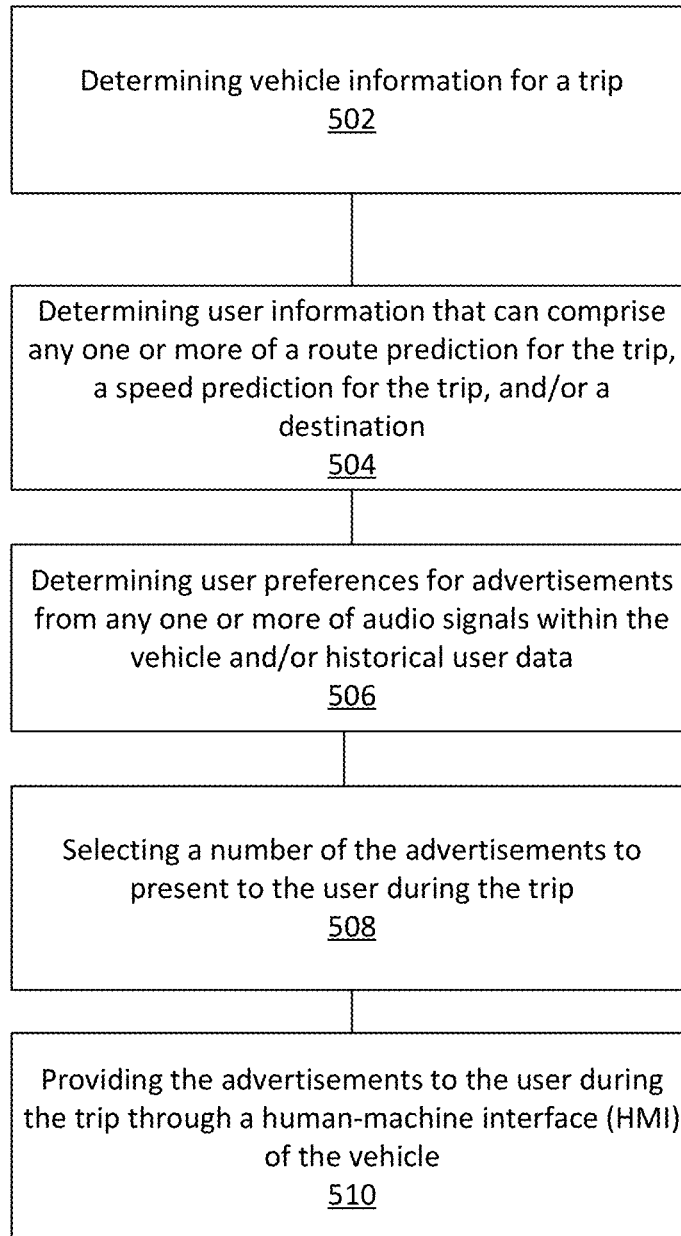 Determining vehicle information for a trip
502
Determining user information that can comprise
any one or more of a route prediction for the trip,
a speed prediction for the trip, and/or a
destination
504
Determining user preferences for advertisements
from any one or more of audio signals within the
vehicle and/or historical user data
506
Selecting a number of the advertisements to
present to the user during the trip
508
Providing the advertisements to the user during
the trip through a human-machine interface (HMI)
of the vehicle
510